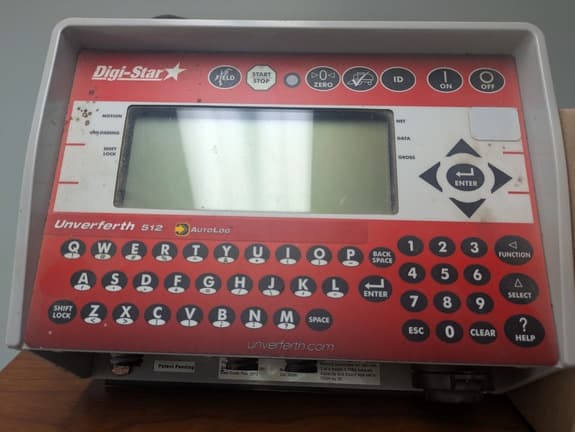 Digi-Star
FIELD
START STOP
>0< ZERO
ID
I ON
O OFF
MOTION
UNLOADING
SHIFT LOCK
NET
DATA
GROSS
ENTER
Unverferth 512 AUTOLOG
Q W E R T Y U I O P BACK SPACE
1 2 3 FUNCTION
A S D F G H J K L ENTER
4 5 6 SELECT
SHIFT LOCK Z X C V B N M SPACE
7 8 9
ESC 0 CLEAR ? HELP
unverferth.com
Patent Pending